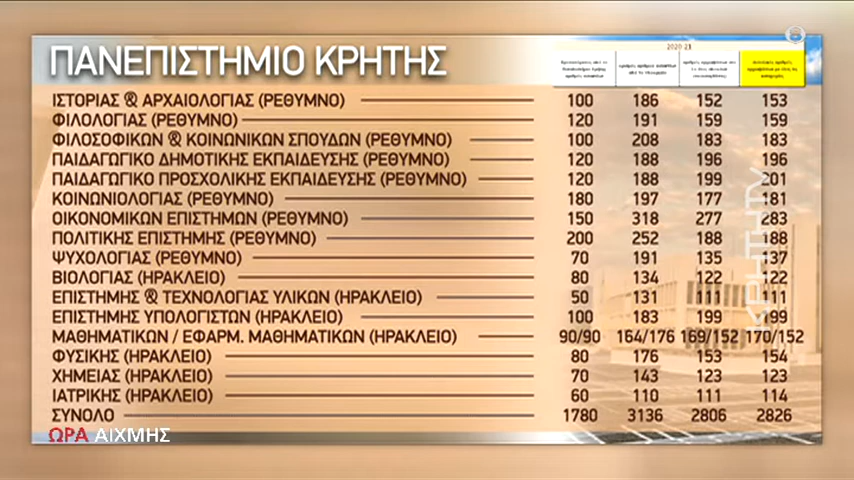 ΠΑΝΕΠΙΣΤΗΜΙΟ ΚΡΗΤΗΣ
2020-21
ΙΣΤΟΡΙΑΣ & ΑΡΧΑΙΟΛΟΓΙΑΣ (ΡΕΘΥΜΝΟ) 100 186 152 153
ΦΙΛΟΛΟΓΙΑΣ (ΡΕΘΥΜΝΟ) 120 191 159 159
ΦΙΛΟΣΟΦΙΚΩΝ & ΚΟΙΝΩΝΙΚΩΝ ΣΠΟΥΔΩΝ (ΡΕΘΥΜΝΟ) 100 208 183 183
ΠΑΙΔΑΓΩΓΙΚΟ ΔΗΜΟΤΙΚΗΣ ΕΚΠΑΙΔΕΥΣΗΣ (ΡΕΘΥΜΝΟ) 120 188 196 196
ΠΑΙΔΑΓΩΓΙΚΟ ΠΡΟΣΧΟΛΙΚΗΣ ΕΚΠΑΙΔΕΥΣΗΣ (ΡΕΘΥΜΝΟ) 120 188 199 201
ΚΟΙΝΩΝΙΟΛΟΓΙΑΣ (ΡΕΘΥΜΝΟ) 180 197 177 181
ΟΙΚΟΝΟΜΙΚΩΝ ΕΠΙΣΤΗΜΩΝ (ΡΕΘΥΜΝΟ) 150 318 277 283
ΠΟΛΙΤΙΚΗΣ ΕΠΙΣΤΗΜΗΣ (ΡΕΘΥΜΝΟ) 200 252 188 188
ΨΥΧΟΛΟΓΙΑΣ (ΡΕΘΥΜΝΟ) 70 191 135 137
ΒΙΟΛΟΓΙΑΣ (ΗΡΑΚΛΕΙΟ) 80 134 122 122
ΕΠΙΣΤΗΜΗΣ & ΤΕΧΝΟΛΟΓΙΑΣ ΥΛΙΚΩΝ (ΗΡΑΚΛΕΙΟ) 50 131 111 111
ΕΠΙΣΤΗΜΗΣ ΥΠΟΛΟΓΙΣΤΩΝ (ΗΡΑΚΛΕΙΟ) 100 183 199 199
ΜΑΘΗΜΑΤΙΚΩΝ / ΕΦΑΡΜ. ΜΑΘΗΜΑΤΙΚΩΝ (ΗΡΑΚΛΕΙΟ) 90/90 164/176 169/152 170/152
ΦΥΣΙΚΗΣ (ΗΡΑΚΛΕΙΟ) 80 176 153 154
ΧΗΜΕΙΑΣ (ΗΡΑΚΛΕΙΟ) 70 143 123 123
ΙΑΤΡΙΚΗΣ (ΗΡΑΚΛΕΙΟ) 60 110 111 114
ΣΥΝΟΛΟ 1780 3136 2806 2826
ΩΡΑ ΑΙΧΜΗΣ
ΚΡΗΤΗTV